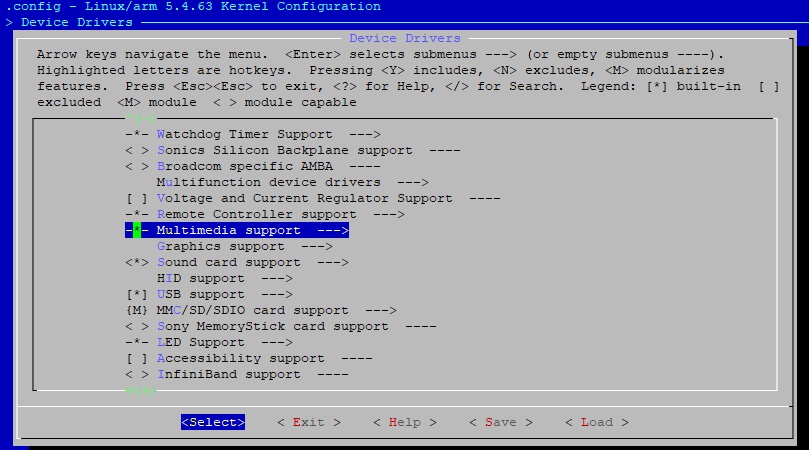 .config - Linux/arm 5.4.63 Kernel Configuration
> Device Drivers
Device Drivers
Arrow keys navigate the menu.  <Enter> selects submenus ---> (or empty submenus ----).
Highlighted letters are hotkeys.  Pressing <Y> includes, <N> excludes, <M> modularizes
features.  Press <Esc><Esc> to exit, <?> for Help, </> for Search.  Legend: [*] built-in  [ ]
excluded  <M> module  < > module capable
^(-)
-*- Watchdog Timer Support  --->
< > Sonics Silicon Backplane support  ----
< > Broadcom specific AMBA  ----
    Multifunction device drivers  --->
[ ] Voltage and Current Regulator Support  ----
-*- Remote Controller support  --->
-*- Multimedia support  --->
    Graphics support  --->
<*> Sound card support  --->
    HID support  --->
[*] USB support  --->
{M} MMC/SD/SDIO card support  --->
< > Sony MemoryStick card support  ----
-*- LED Support  --->
[ ] Accessibility support  ----
< > InfiniBand support  ----
v(+)
<Select>    < Exit >    < Help >    < Save >    < Load >